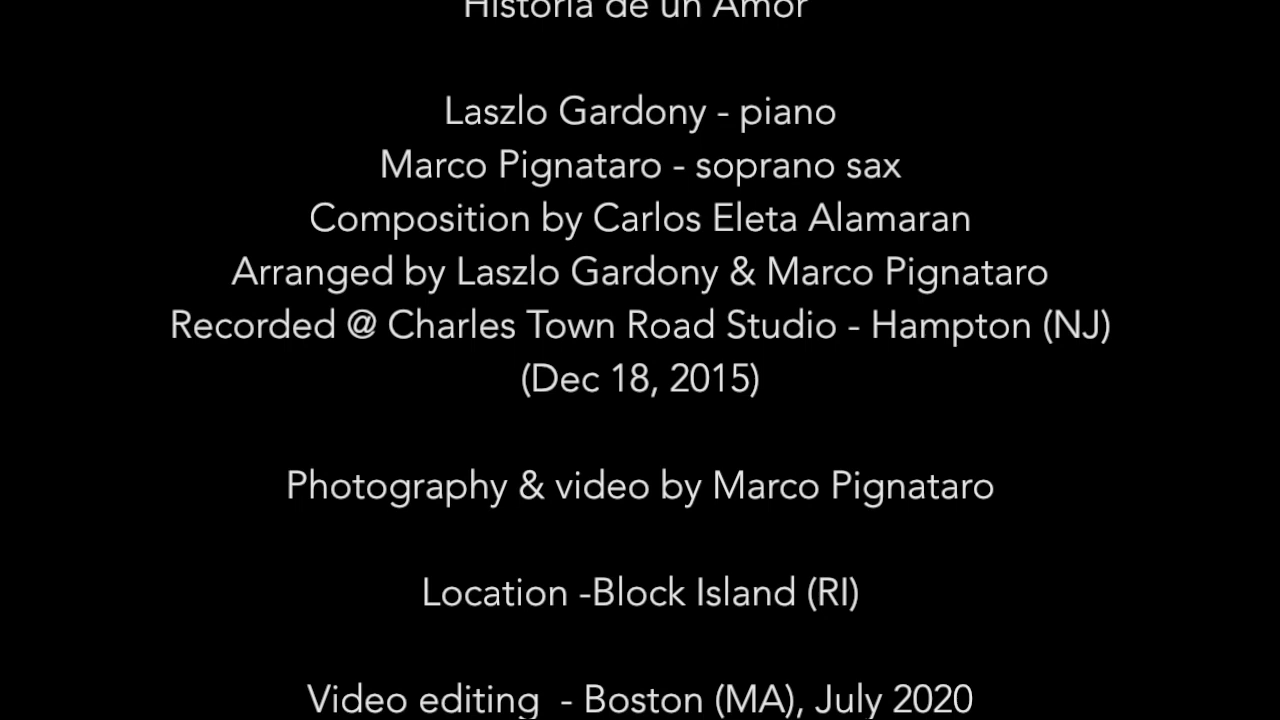 Historia de un Amor
Laszlo Gardony - piano
Marco Pignataro - soprano sax
Composition by Carlos Eleta Alamaran
Arranged by Laszlo Gardony & Marco Pignataro
Recorded @ Charles Town Road Studio - Hampton (NJ)
(Dec 18, 2015)
Photography & video by Marco Pignataro
Location -Block Island (RI)
Video editing  - Boston (MA), July 2020